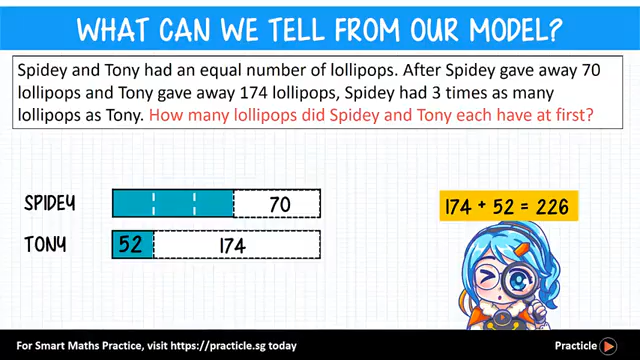 WHAT CAN WE TELL FROM OUR MODEL?
Spidey and Tony had an equal number of lollipops. After Spidey gave away 70
lollipops and Tony gave away 174 lollipops, Spidey had 3 times as many
lollipops as Tony. How many lollipops did Spidey and Tony each have at first?
SPIDEY 70
174 + 52 = 226
TONY 52 174
For Smart Maths Practice, visit https://practicle.sg today
Practicle